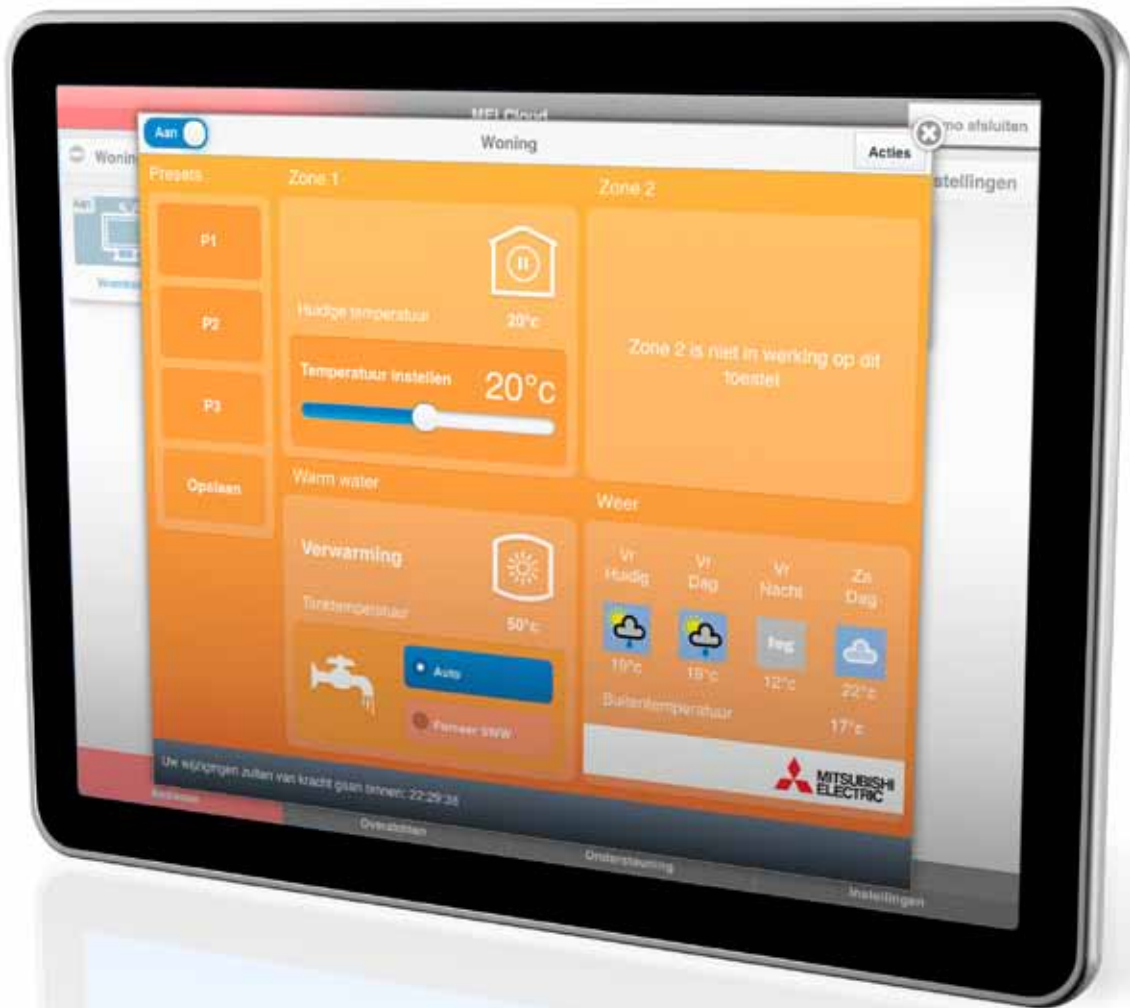 MELCloud
Aan
Woning
Acties
mo afsluiten
Wonin
stellingen
Aan
Presets
P1
P2
P3
Opslaan
Zone 1
Huidige temperatuur
20°c
Temperatuur instellen
20°c
Zone 2
Zone 2 is niet in werking op dit
toestel
Warm water
Verwarming
Tanktemperatuur
50°c
Auto
Forceer SWW
Weer
Vr
Huidig
Vr
Dag
Vr
Nacht
Za
Dag
fog
19°c
19°c
12°c
22°c
Buitentemperatuur
17°c
MITSUBISHI
ELECTRIC
Uw wijzigingen zullen van kracht gaan binnen: 22:29:38
Overzichten
Ondersteuning
Instellingen